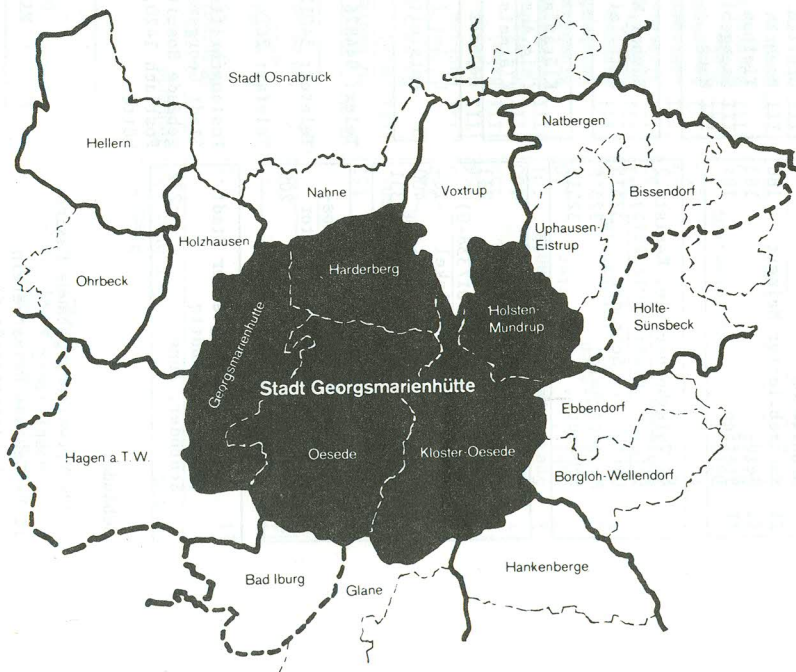 Stadt Osnabruck
Natbergen
Hellern
Nahne
Voxtrup
Bissendorf
Uphausen-
Eistrup
Holzhausen
Harderberg
Ohrbeck
Holsten-
Mündrup
Holte-
Sünsbeck
Georgsmarienhütte
Stadt Georgsmarienhütte
Ebbendorf
Hagen a.T.W.
Oesede
Kloster-Oesede
Borgloh-Wellendorf
Hankenberge
Bad Iburg
Glane